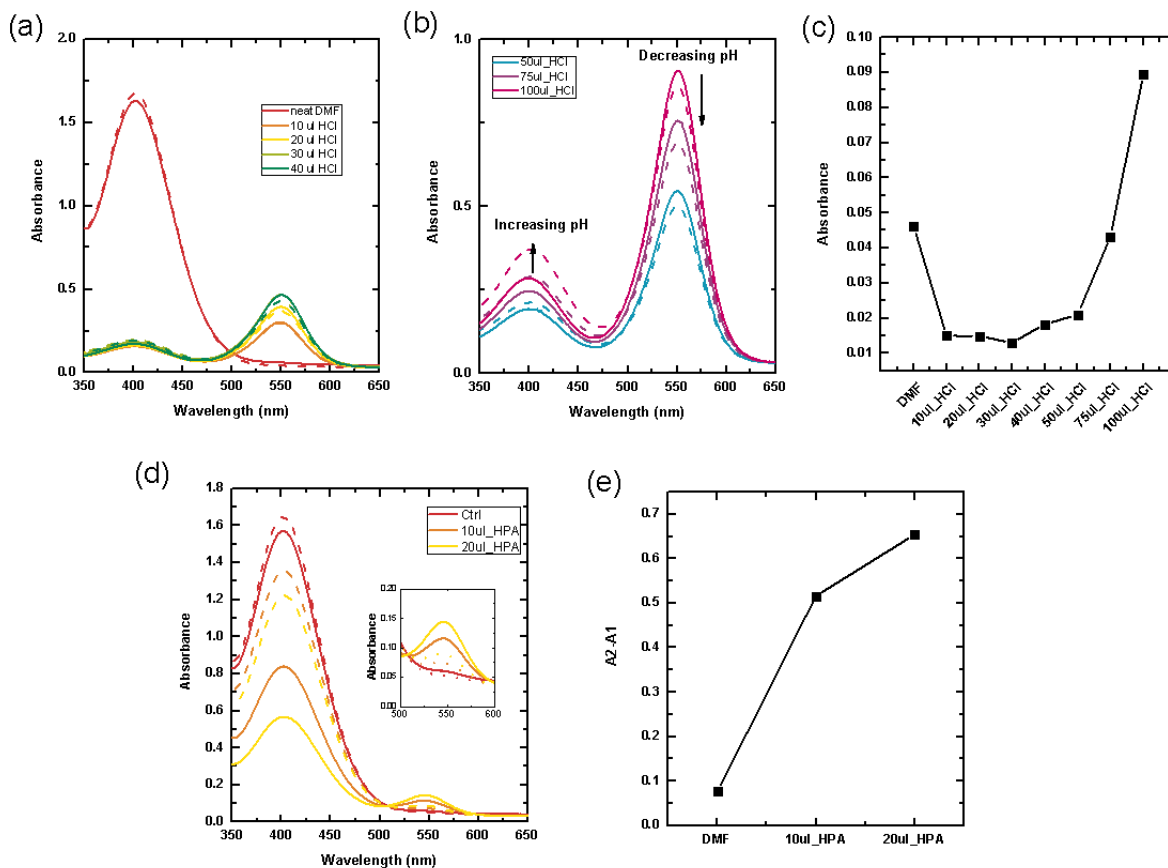 (a)
2.0
1.5
1.0
0.5
0.0
350 400 450 500 550 600 650
Absorbance
Wavelength (nm)
neat DMF
10 ul HCl
20 ul HCl
30 ul HCl
40 ul HCl
(b)
1.0
0.5
0.0
350 400 450 500 550 600 650
Absorbance
Wavelength (nm)
50ul_HCl
75ul_HCl
100ul_HCl
Decreasing pH
Increasing pH
(c)
0.10
0.09
0.08
0.07
0.06
0.05
0.04
0.03
0.02
0.01
Absorbance
DMF
10ul_HCl
20ul_HCl
30ul_HCl
40ul_HCl
50ul_HCl
75ul_HCl
100ul_HCl
(d)
1.8
1.6
1.4
1.2
1.0
0.8
0.6
0.4
0.2
0.0
350 400 450 500 550 600 650
Absorbance
Wavelength (nm)
Ctrl
10ul_HPA
20ul_HPA
0.20
0.15
0.10
0.05
0.00
500 550 600
Absorbance
(e)
0.7
0.6
0.5
0.4
0.3
0.2
0.1
0.0
A2-A1
DMF 10ul_HPA 20ul_HPA